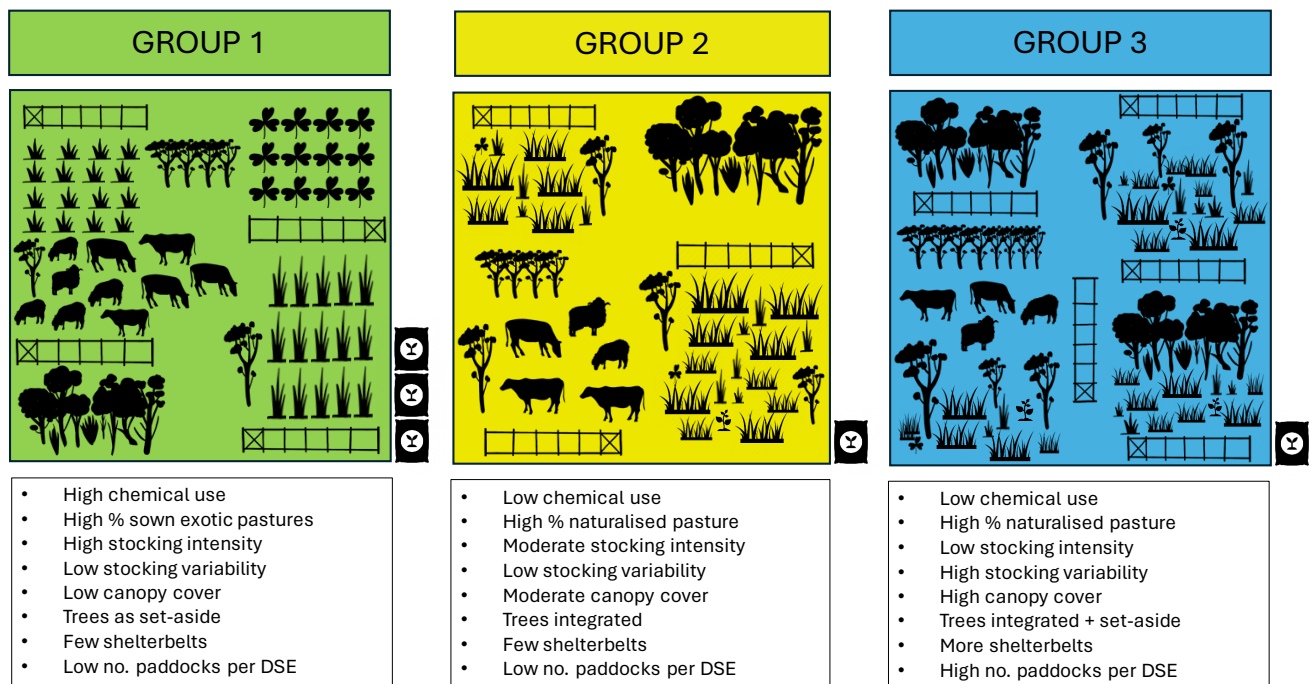 GROUP 1
GROUP 2
GROUP 3
• High chemical use
• High % sown exotic pastures
• High stocking intensity
• Low stocking variability
• Low canopy cover
• Trees as set-aside
• Few shelterbelts
• Low no. paddocks per DSE
• Low chemical use
• High % naturalised pasture
• Moderate stocking intensity
• Low stocking variability
• Moderate canopy cover
• Trees integrated
• Few shelterbelts
• Low no. paddocks per DSE
• Low chemical use
• High % naturalised pasture
• Low stocking intensity
• High stocking variability
• High canopy cover
• Trees integrated + set-aside
• More shelterbelts
• High no. paddocks per DSE